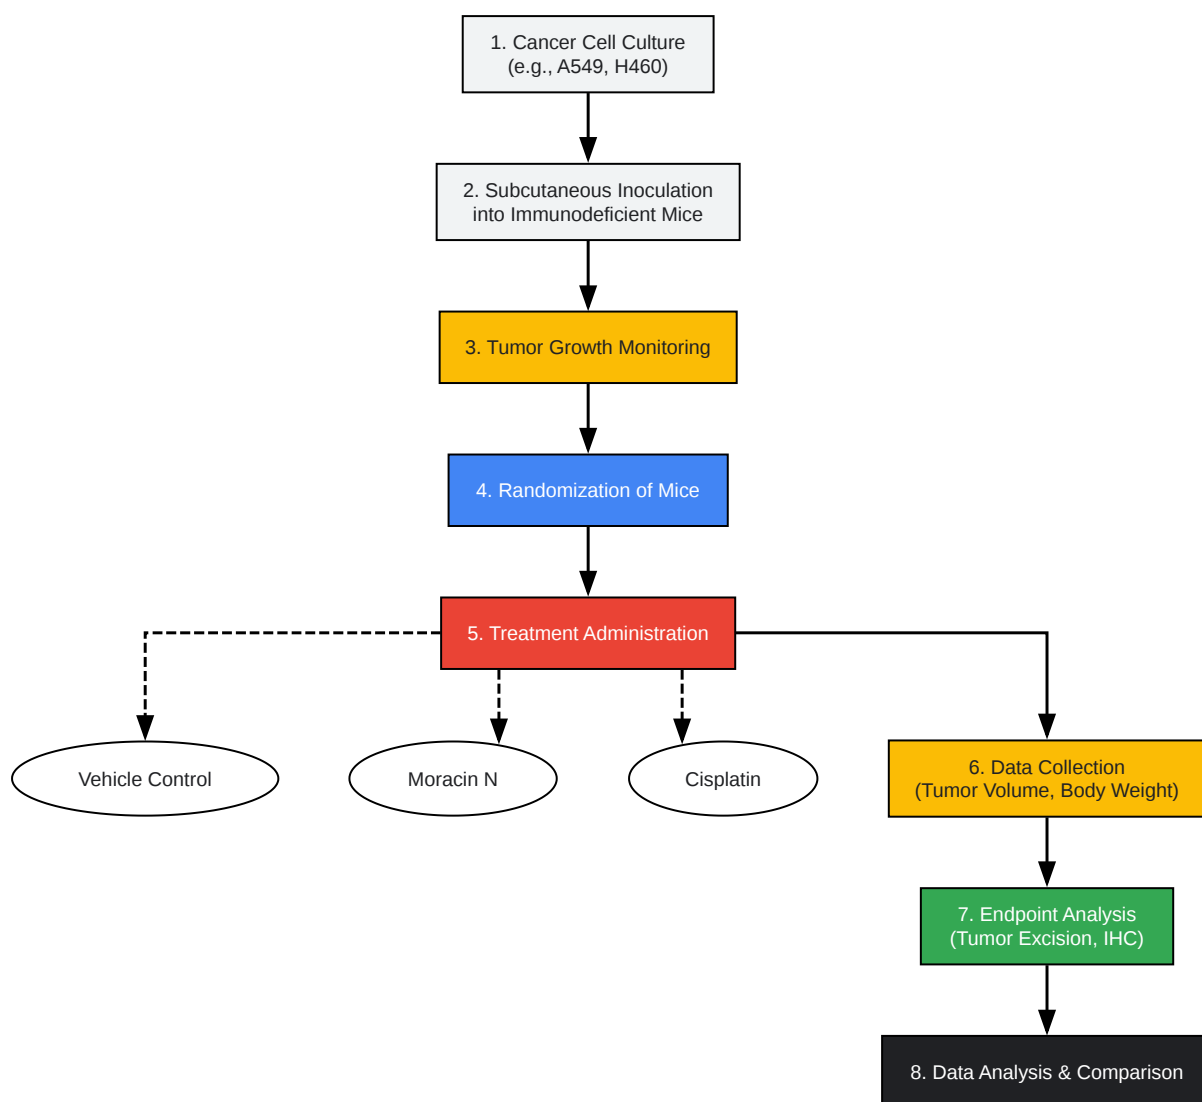 1. Cancer Cell Culture
(e.g., A549, H460)
2. Subcutaneous Inoculation
into Immunodeficient Mice
3. Tumor Growth Monitoring
4. Randomization of Mice
5. Treatment Administration
Vehicle Control
Moracin N
Cisplatin
6. Data Collection
(Tumor Volume, Body Weight)
7. Endpoint Analysis
(Tumor Excision, IHC)
8. Data Analysis & Comparison